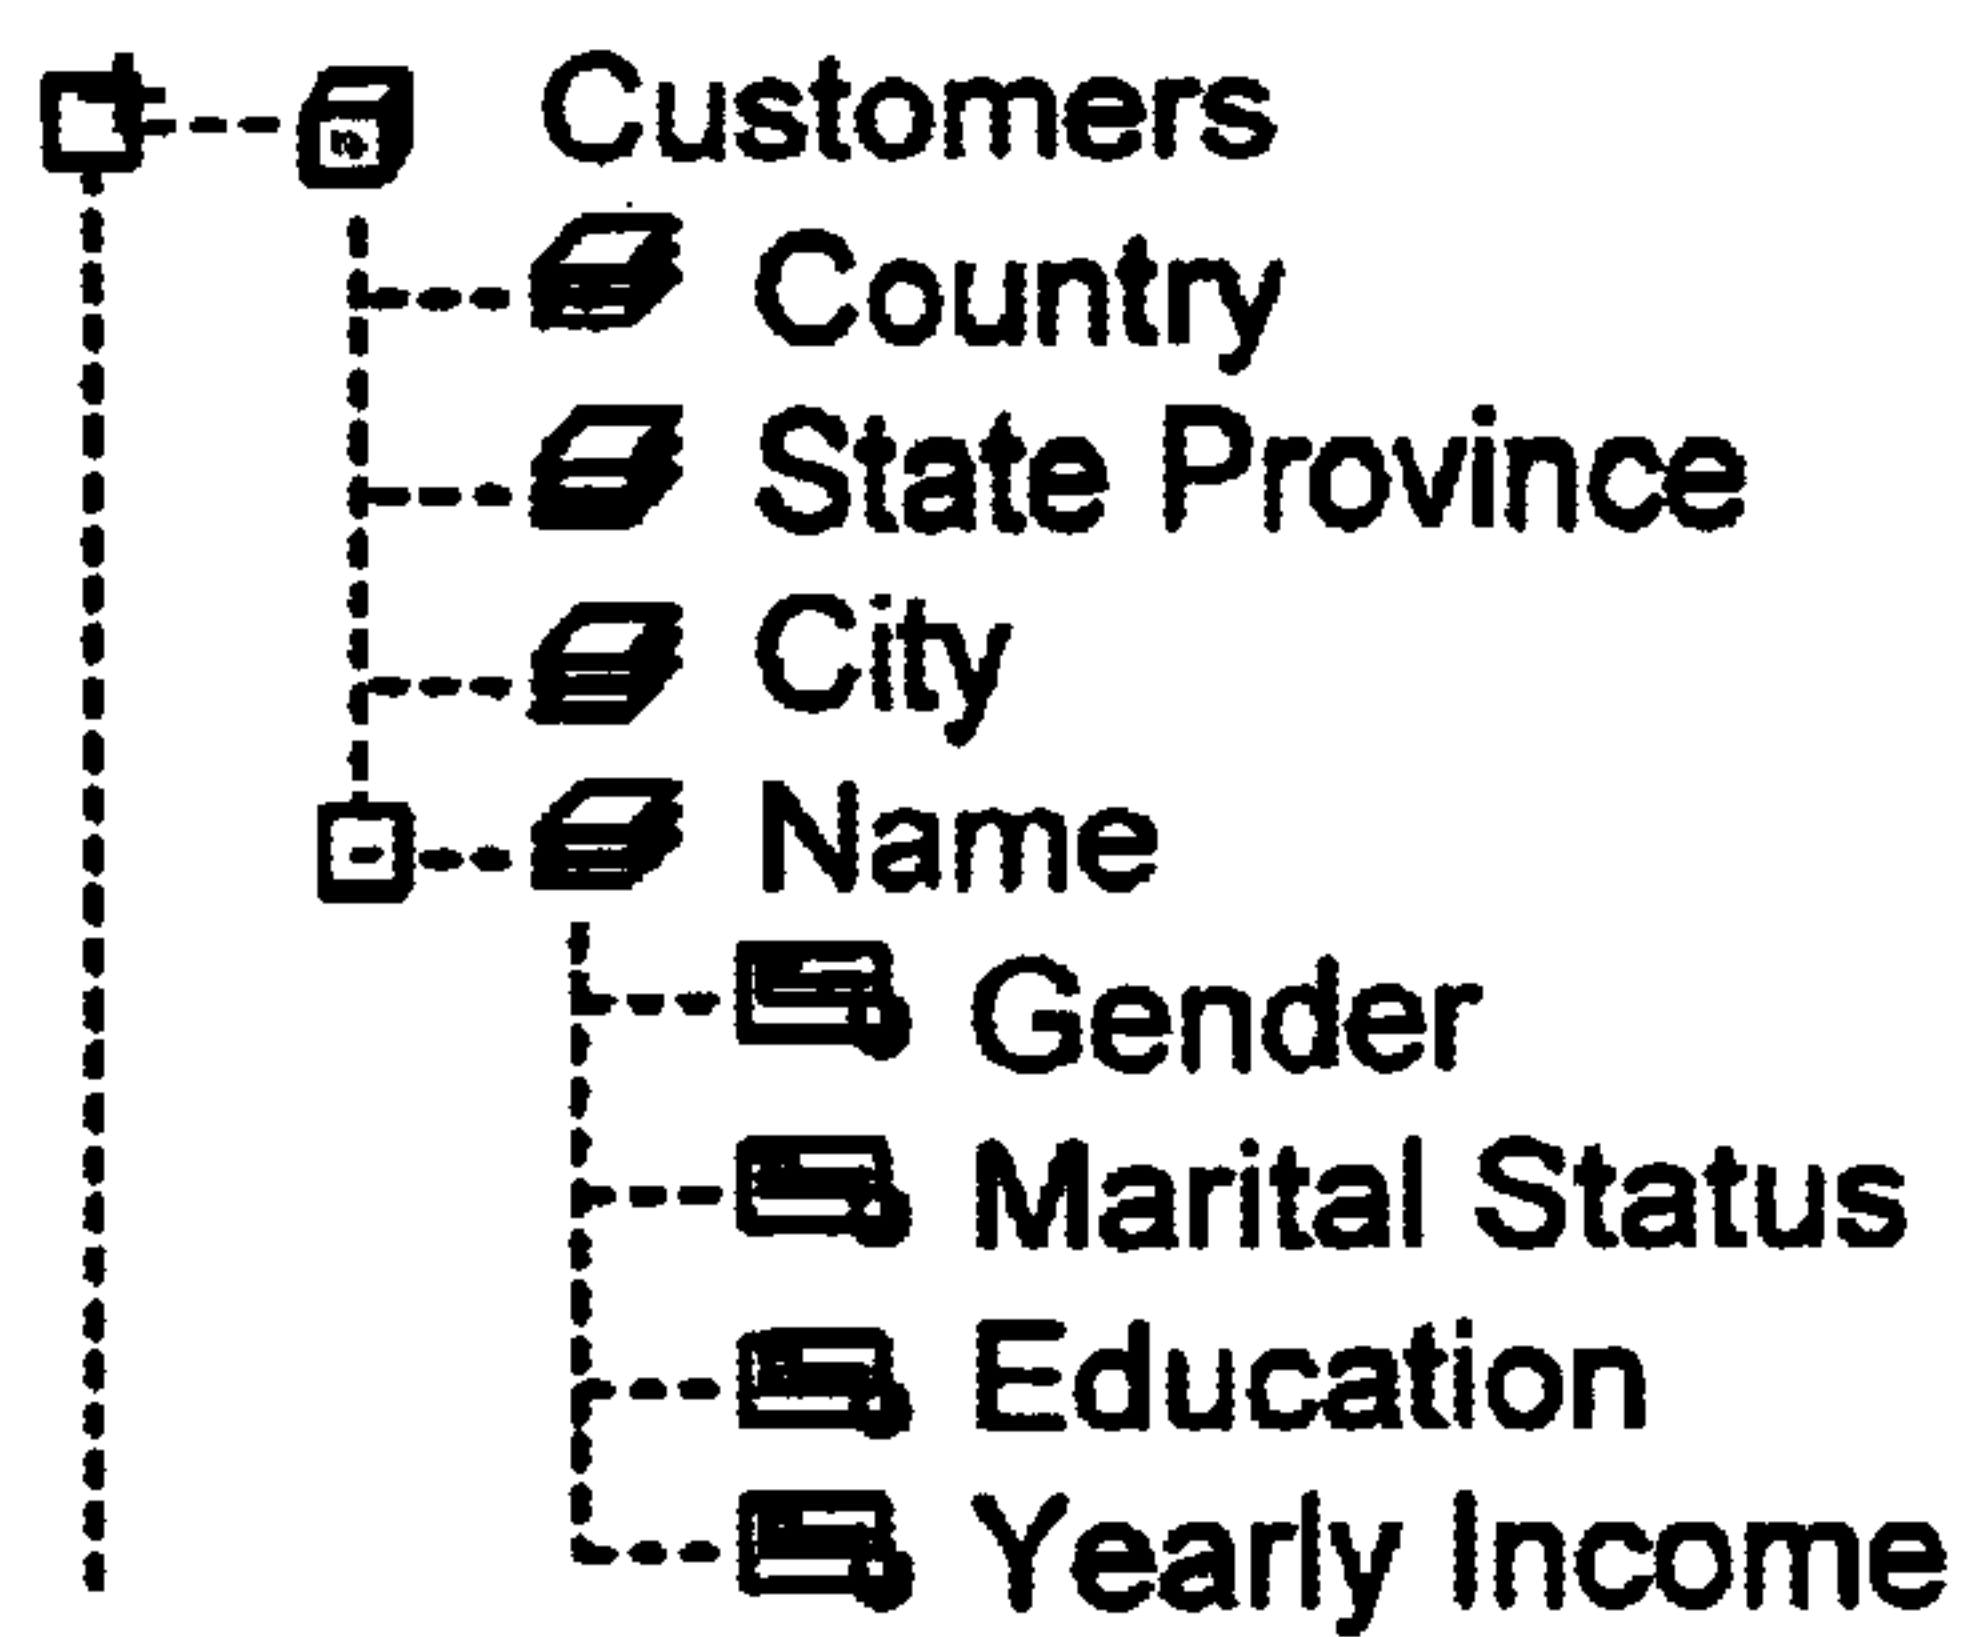 Customers
Country
State Province
City
Name
Gender
Marital Status
Education
Yearly Income